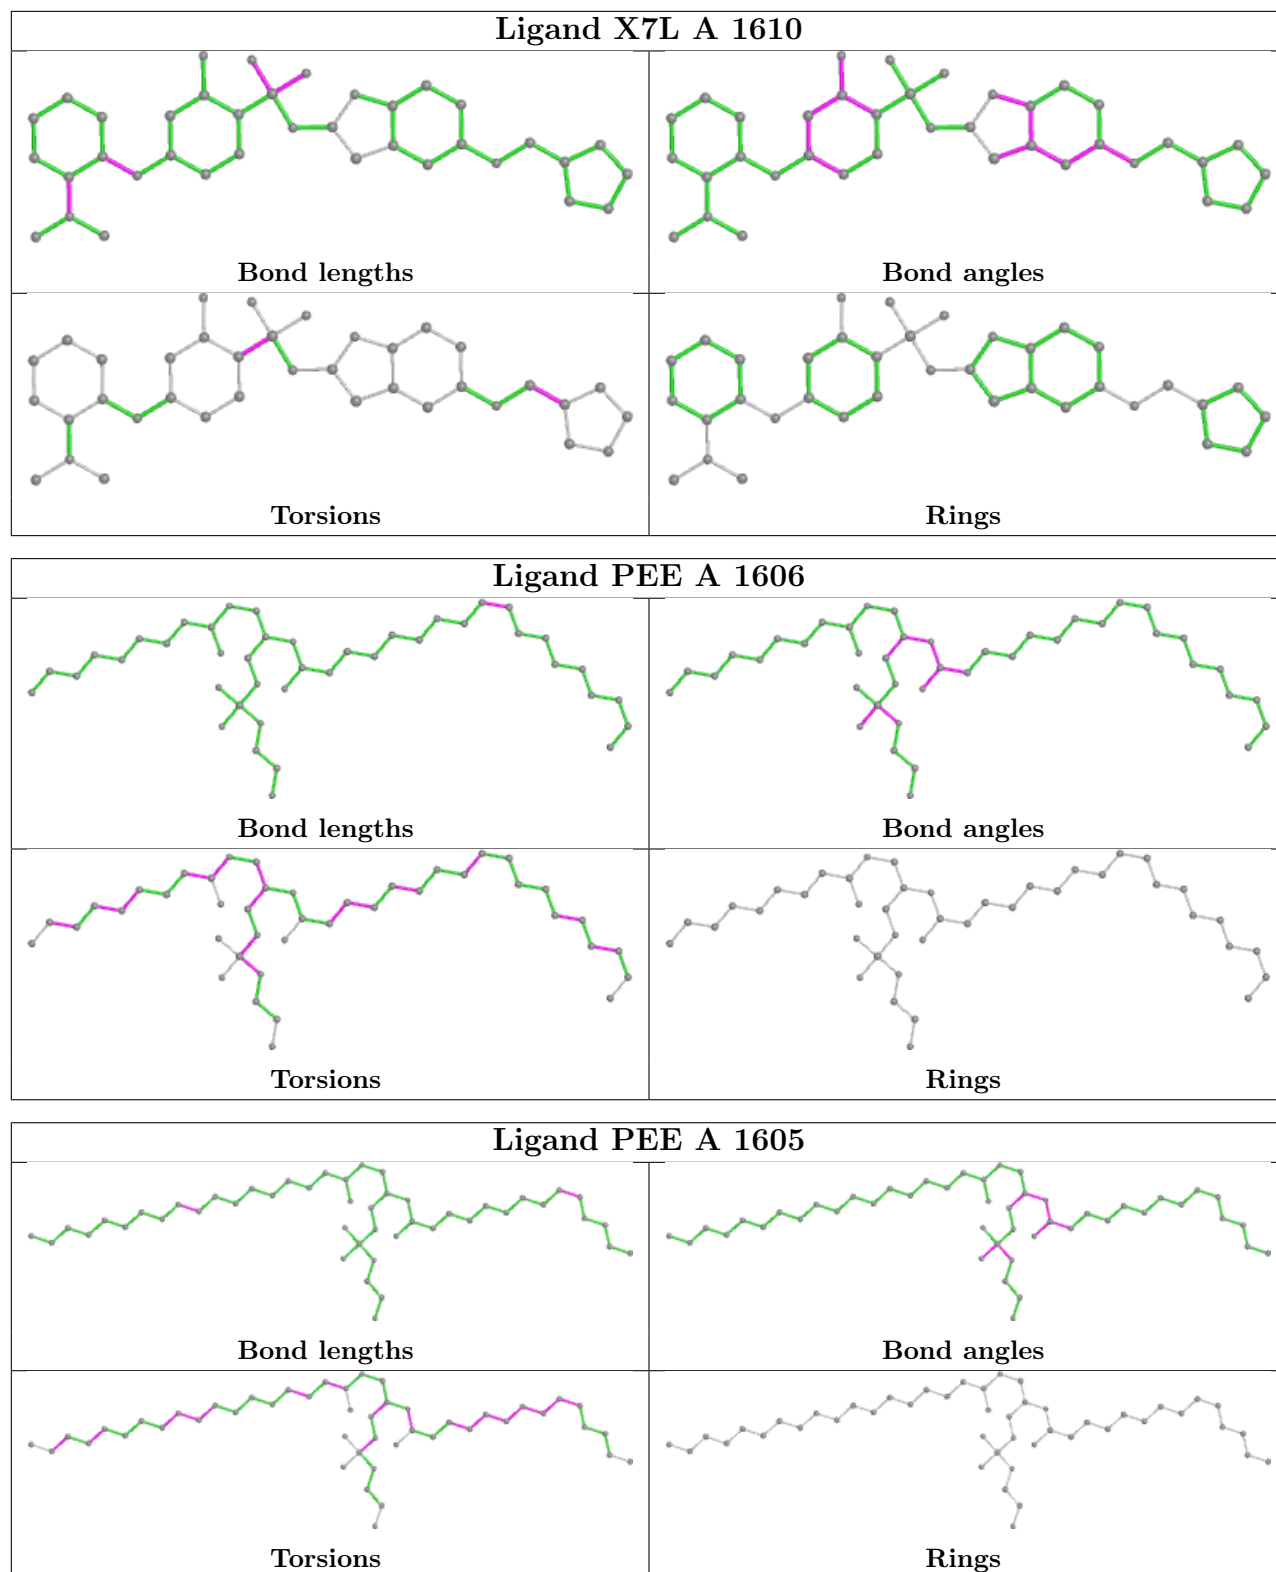 Ligand X7L A 1610
Bond lengths
Bond angles
Torsions
Rings
Ligand PEE A 1606
Bond lengths
Bond angles
Torsions
Rings
Ligand PEE A 1605
Bond lengths
Bond angles
Torsions
Rings